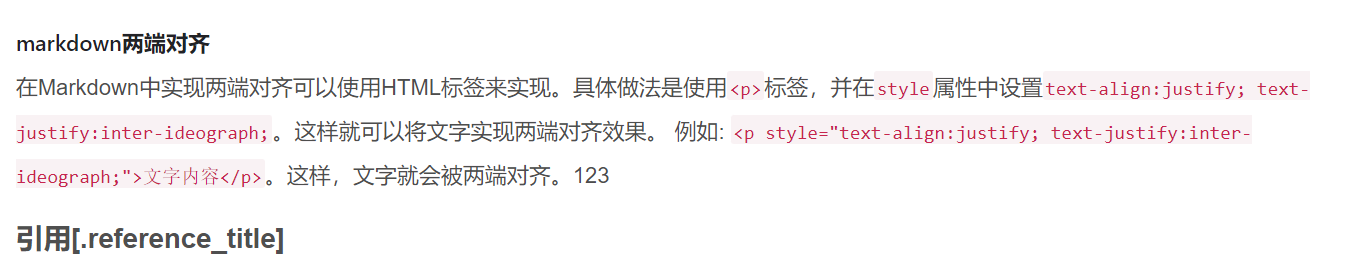 markdown两端对齐
在Markdown中实现两端对齐可以使用HTML标签来实现。具体做法是使用<p>标签，并在style属性中设置text-align:justify; text-
justify:inter-ideograph;。这样就可以将文字实现两端对齐效果。 例如: <p style="text-align:justify; text-justify:inter-
ideograph;">文字内容</p>。这样，文字就会被两端对齐。123
引用[.reference_title]